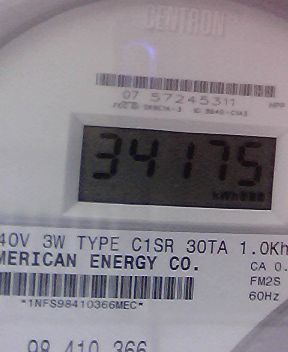 CENTRON
07 57245311
34175
kWh
40V 3W TYPE C1SR 30TA 1.0Kh
MERICAN ENERGY CO.
CA 0.
FM2S
60Hz
*1NFS98410366MEC*
98 410 366